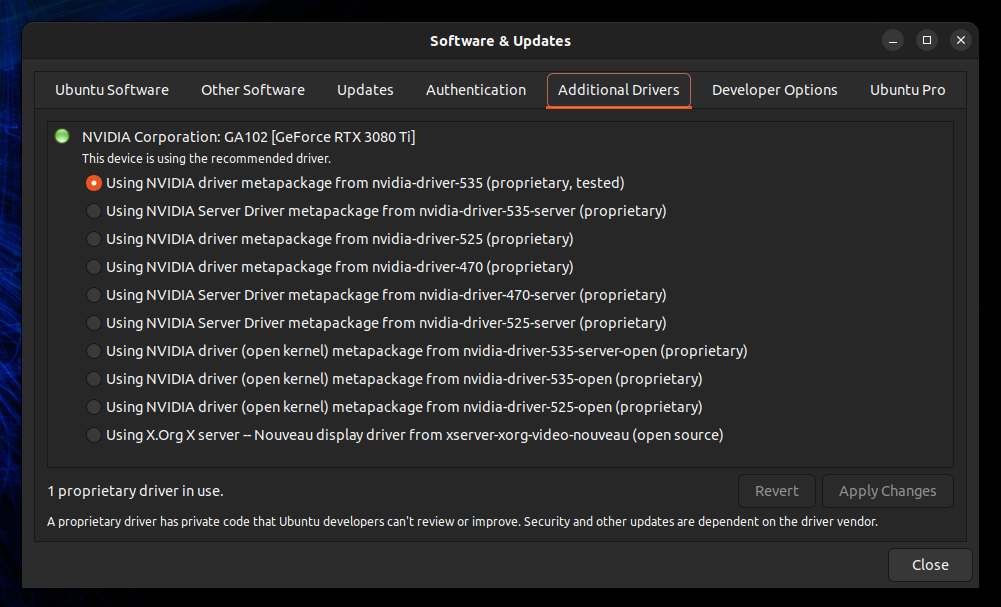 Software & Updates
Ubuntu Software Other Software Updates Authentication Additional Drivers Developer Options Ubuntu Pro
NVIDIA Corporation: GA102 [GeForce RTX 3080 Ti]
This device is using the recommended driver.
Using NVIDIA driver metapackage from nvidia-driver-535 (proprietary, tested)
Using NVIDIA Server Driver metapackage from nvidia-driver-535-server (proprietary)
Using NVIDIA driver metapackage from nvidia-driver-525 (proprietary)
Using NVIDIA driver metapackage from nvidia-driver-470 (proprietary)
Using NVIDIA Server Driver metapackage from nvidia-driver-470-server (proprietary)
Using NVIDIA Server Driver metapackage from nvidia-driver-525-server (proprietary)
Using NVIDIA driver (open kernel) metapackage from nvidia-driver-535-server-open (proprietary)
Using NVIDIA driver (open kernel) metapackage from nvidia-driver-535-open (proprietary)
Using NVIDIA driver (open kernel) metapackage from nvidia-driver-525-open (proprietary)
Using X.Org X server -- Nouveau display driver from xserver-xorg-video-nouveau (open source)
1 proprietary driver in use.
Revert Apply Changes
A proprietary driver has private code that Ubuntu developers can't review or improve. Security and other updates are dependent on the driver vendor.
Close